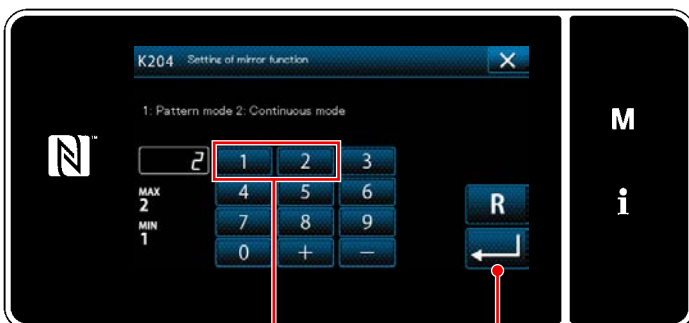 K204 Setting of mirror function
1: Pattern mode 2: Continuous mode
2 1 2 3
MAX 4 5 6
2
MIN 7 8 9
1
0 + −
R
M
i